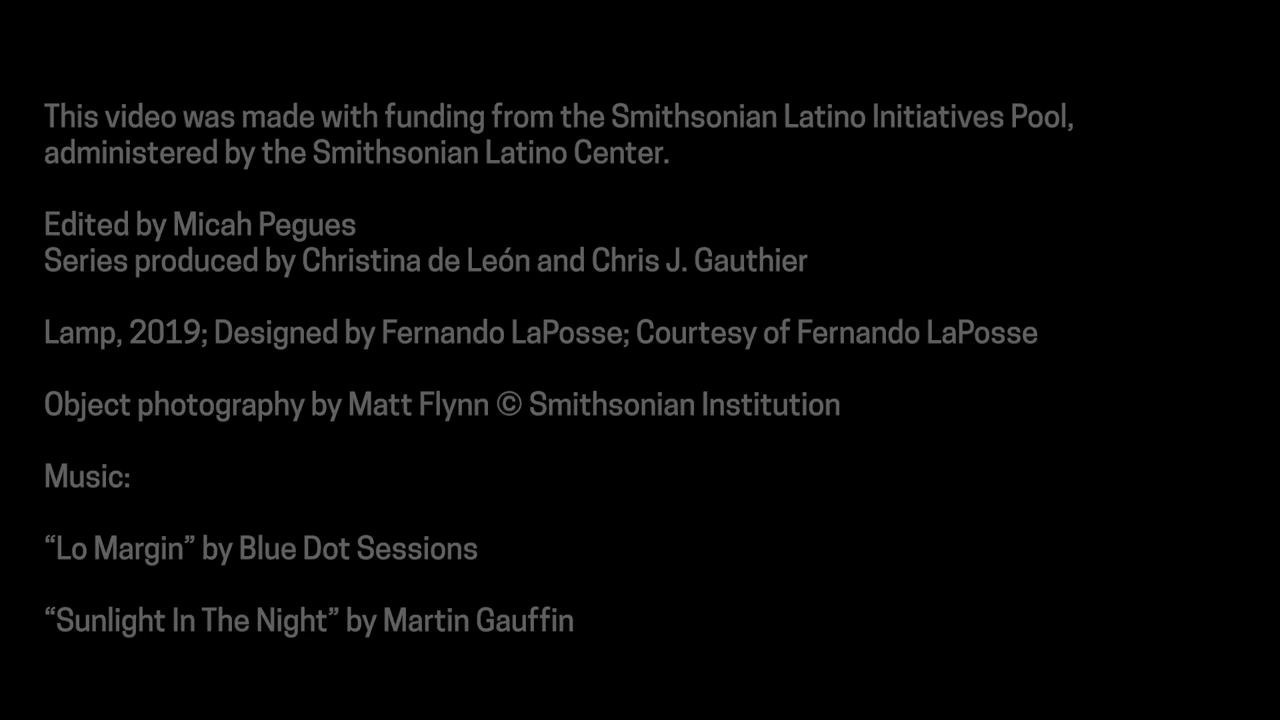 This video was made with funding from the Smithsonian Latino Initiatives Pool,
administered by the Smithsonian Latino Center.
Edited by Micah Pegues
Series produced by Christina de León and Chris J. Gauthier
Lamp, 2019; Designed by Fernando LaPosse; Courtesy of Fernando LaPosse
Object photography by Matt Flynn © Smithsonian Institution
Music:
“Lo Margin” by Blue Dot Sessions
“Sunlight In The Night” by Martin Gauffin